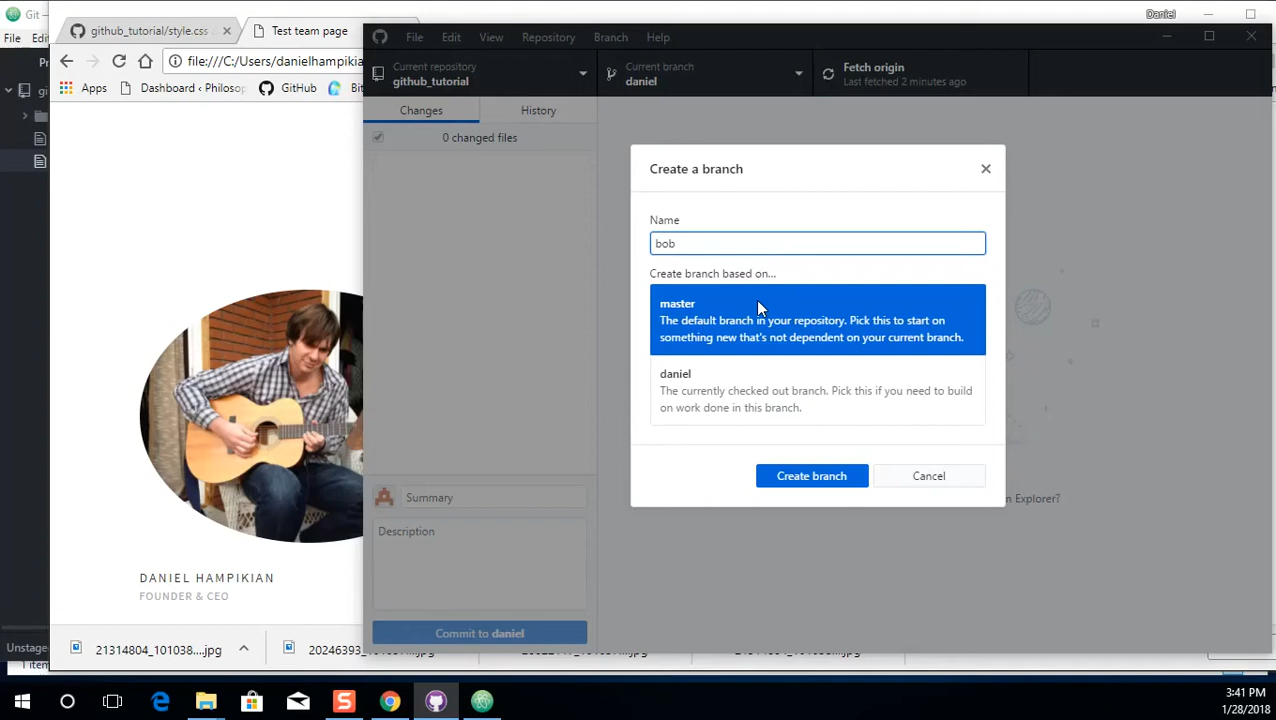 Git –
Daniel
github_tutorial/style.css
Test team page
File Edit View Repository Branch Help
File
file:///C:/Users/danielhampikia
Current repository
github_tutorial
Current branch
daniel
Fetch origin
Last fetched 2 minutes ago
Apps
Dashboard ‹ Philoso
GitHub
Changes
History
0 changed files
Create a branch
Name
bob
Create branch based on...
master
The default branch in your repository. Pick this to start on
something new that's not dependent on your current branch.
daniel
The currently checked out branch. Pick this if you need to build
on work done in this branch.
Create branch
Cancel
n Explorer?
Summary
Description
Commit to daniel
DANIEL HAMPIKIAN
FOUNDER & CEO
Unstage
21314804_101038....jpg
20246393_
1 item
3:41 PM
1/28/2018